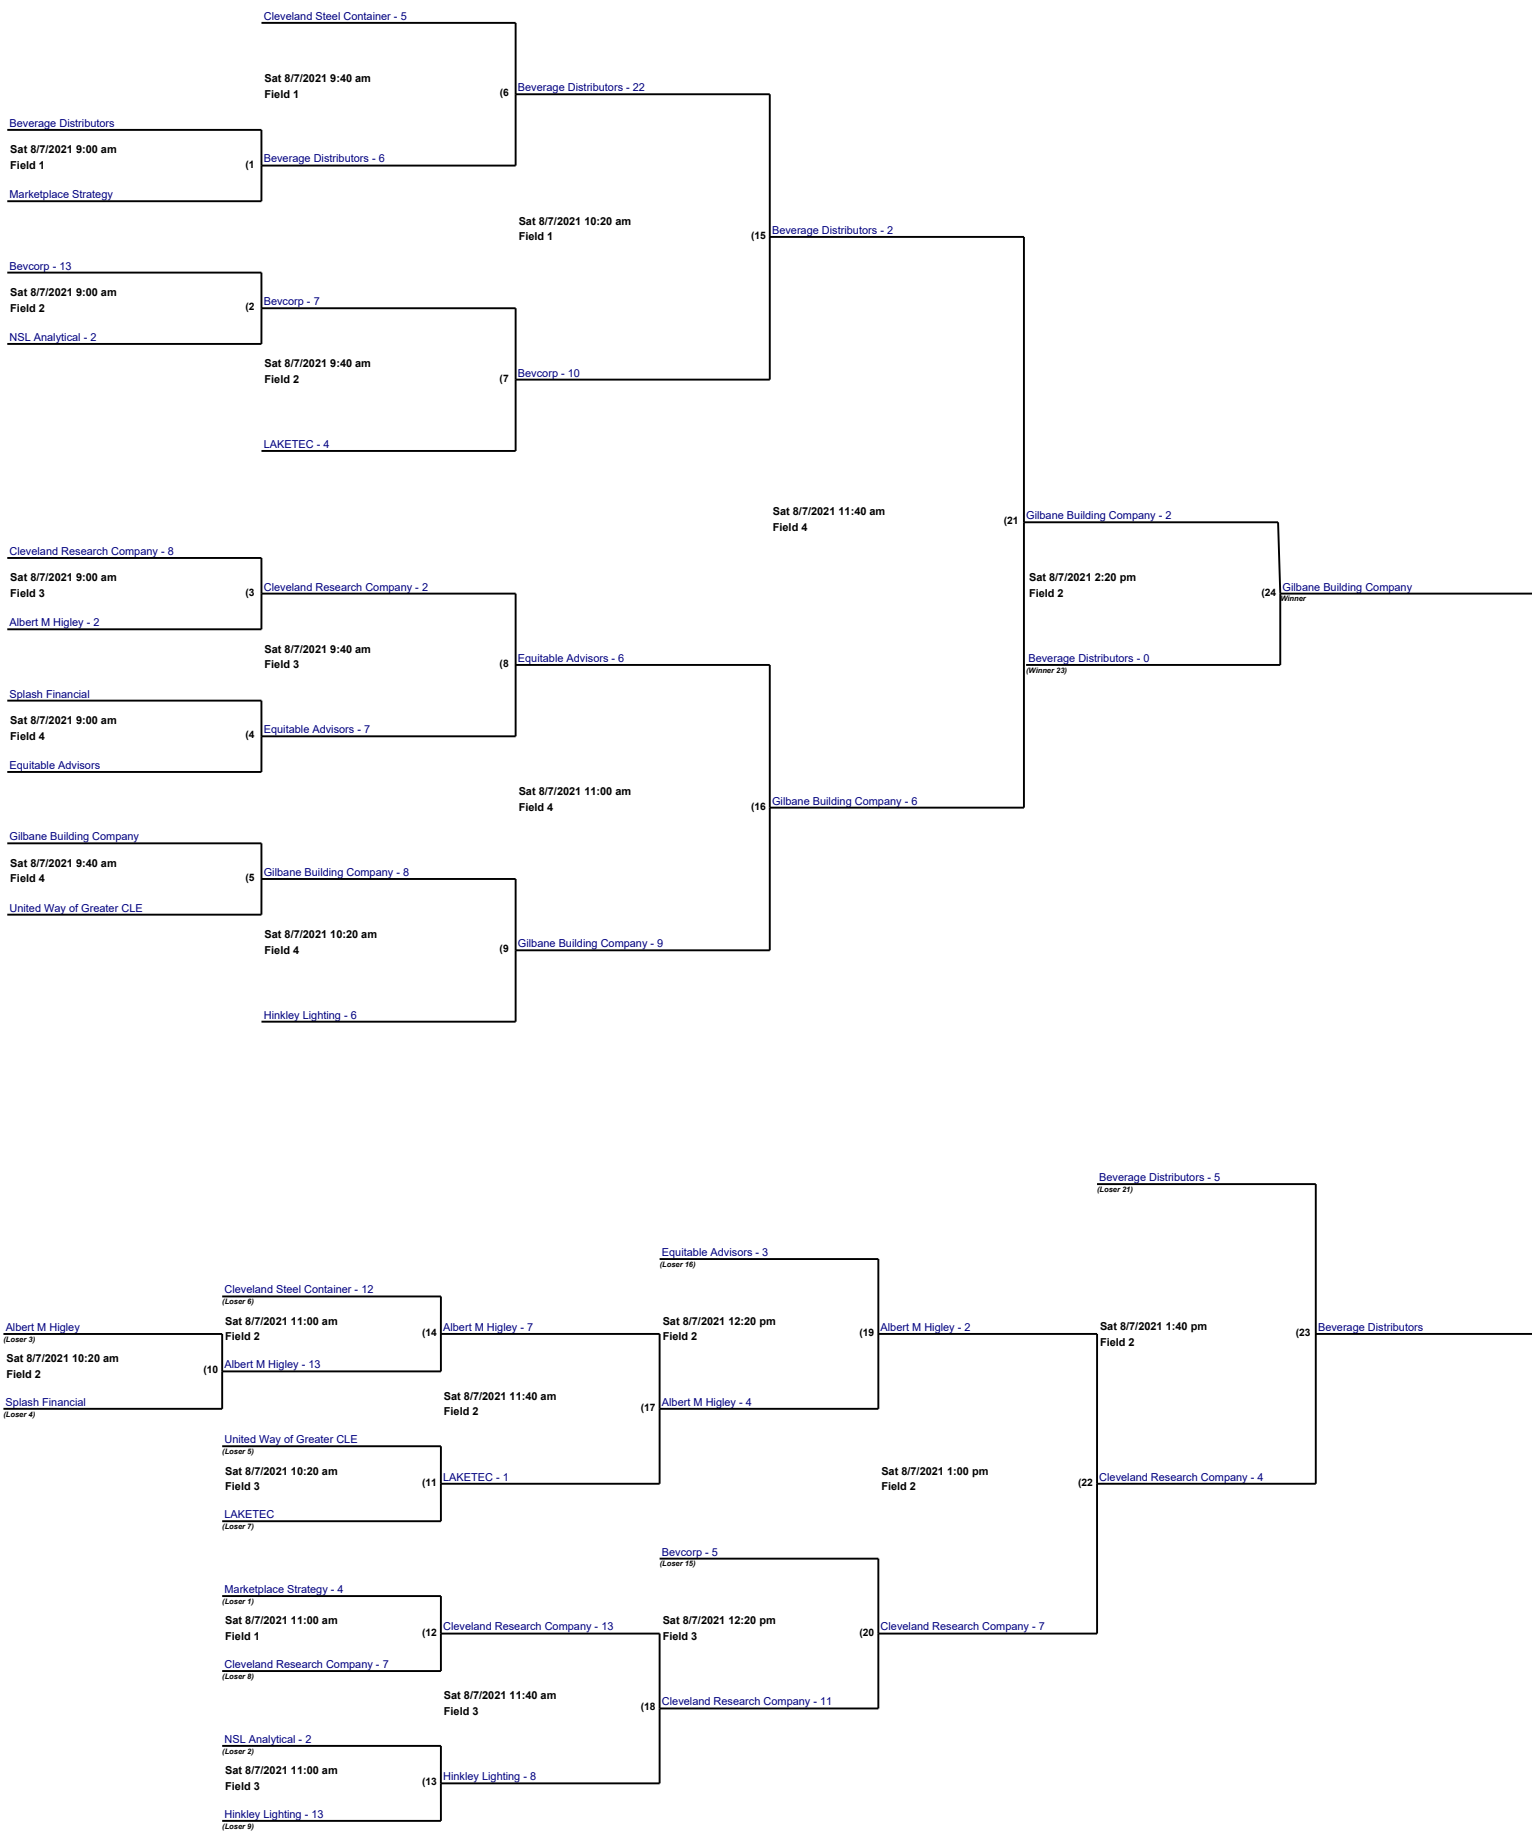 Cleveland Steel Container - 5
Sat 8/7/2021 9:40 am
Field 1
(6
Beverage Distributors - 22
Beverage Distributors
Sat 8/7/2021 9:00 am
Field 1
(1
Beverage Distributors - 6
Marketplace Strategy
Sat 8/7/2021 10:20 am
Field 1
(15
Beverage Distributors - 2
Bevcorp - 13
Sat 8/7/2021 9:00 am
Field 2
(2
Bevcorp - 7
NSL Analytical - 2
Sat 8/7/2021 9:40 am
Field 2
(7
Bevcorp - 10
LAKETEC - 4
Sat 8/7/2021 11:40 am
Field 4
(21
Gilbane Building Company - 2
Cleveland Research Company - 8
Sat 8/7/2021 9:00 am
Field 3
(3
Cleveland Research Company - 2
Albert M Higley - 2
Sat 8/7/2021 2:20 pm
Field 2
(24
Gilbane Building Company
Winner
Sat 8/7/2021 9:40 am
Field 3
(8
Equitable Advisors - 6
Beverage Distributors - 0
(Winner 23)
Splash Financial
Sat 8/7/2021 9:00 am
Field 4
(4
Equitable Advisors - 7
Equitable Advisors
Sat 8/7/2021 11:00 am
Field 4
(16
Gilbane Building Company - 6
Gilbane Building Company
Sat 8/7/2021 9:40 am
Field 4
(5
Gilbane Building Company - 8
United Way of Greater CLE
Sat 8/7/2021 10:20 am
Field 4
(9
Gilbane Building Company - 9
Hinkley Lighting - 6
Beverage Distributors - 5
(Loser 21)
Equitable Advisors - 3
(Loser 16)
Cleveland Steel Container - 12
(Loser 6)
Albert M Higley
(Loser 3)
Sat 8/7/2021 11:00 am
Field 2
(14
Albert M Higley - 7
Sat 8/7/2021 12:20 pm
Field 2
(19
Albert M Higley - 2
Sat 8/7/2021 1:40 pm
Field 2
(23
Beverage Distributors
Sat 8/7/2021 10:20 am
Field 2
(10
Albert M Higley - 13
Splash Financial
(Loser 4)
Sat 8/7/2021 11:40 am
Field 2
(17
Albert M Higley - 4
United Way of Greater CLE
(Loser 5)
Sat 8/7/2021 10:20 am
Field 3
(11
LAKETEC - 1
Sat 8/7/2021 1:00 pm
Field 2
(22
Cleveland Research Company - 4
LAKETEC
(Loser 7)
Bevcorp - 5
(Loser 15)
Marketplace Strategy - 4
(Loser 1)
Sat 8/7/2021 11:00 am
Field 1
(12
Cleveland Research Company - 13
Sat 8/7/2021 12:20 pm
Field 3
(20
Cleveland Research Company - 7
Cleveland Research Company - 7
(Loser 8)
Sat 8/7/2021 11:40 am
Field 3
(18
Cleveland Research Company - 11
NSL Analytical - 2
(Loser 2)
Sat 8/7/2021 11:00 am
Field 3
(13
Hinkley Lighting - 8
Hinkley Lighting - 13
(Loser 9)